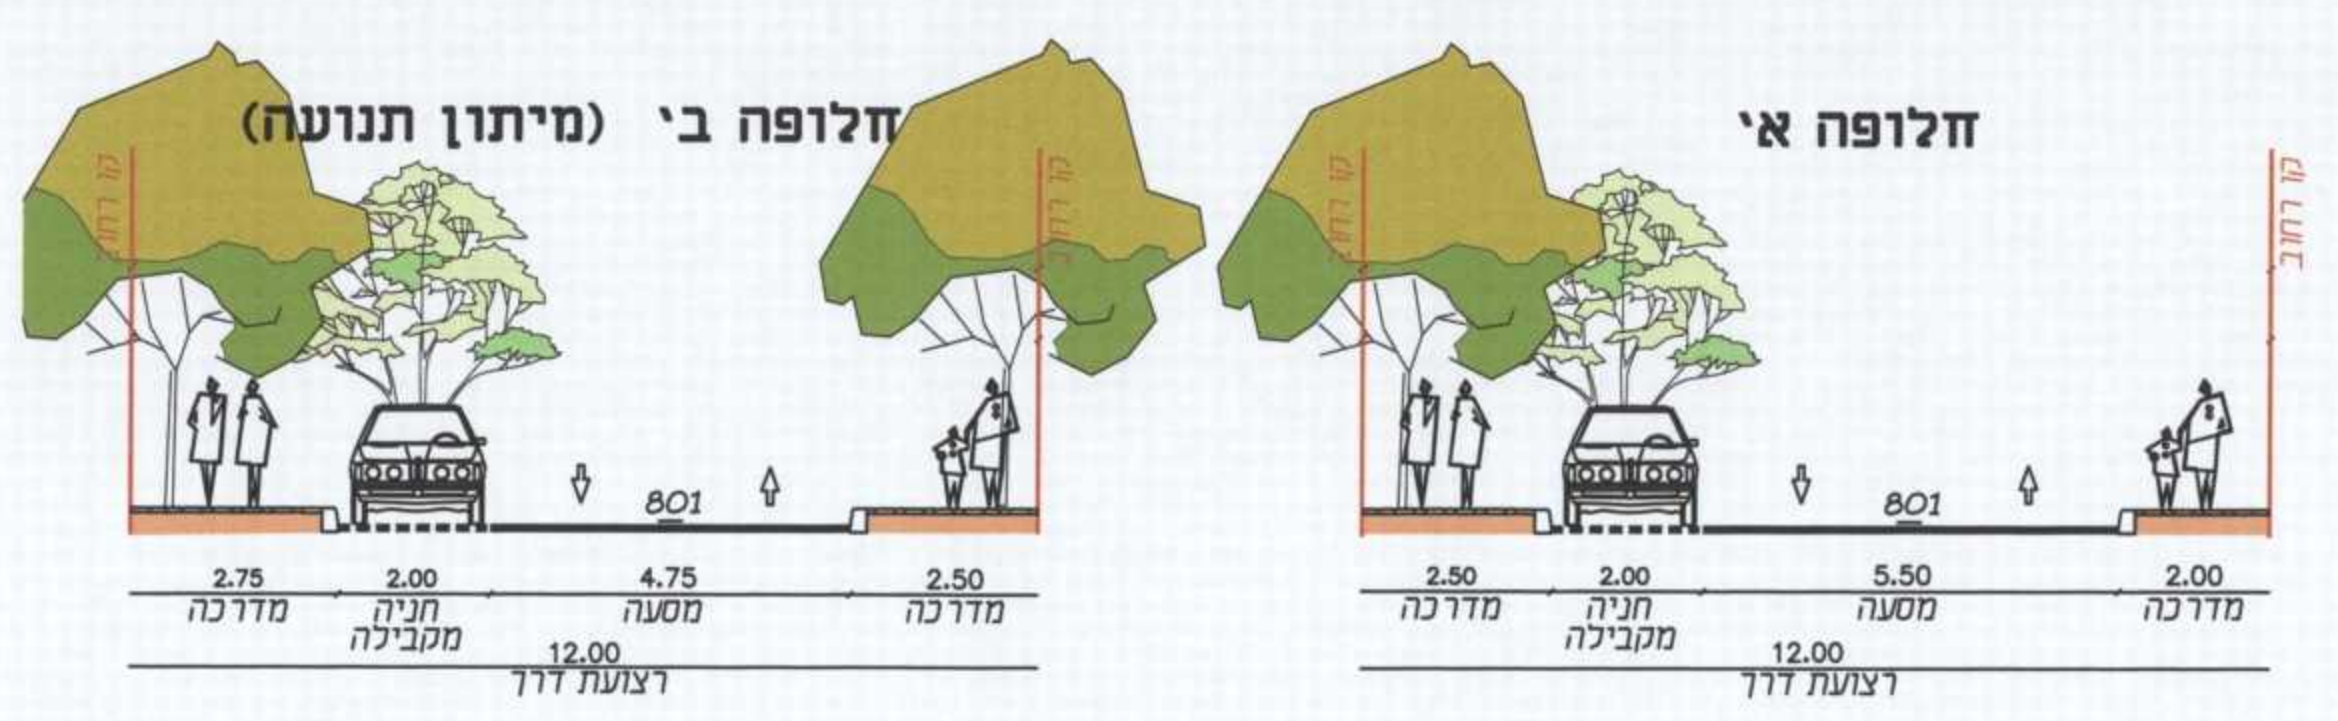 חלופה א'
קו רחוב
קו רחוב
801
2.00
5.50
2.00
2.50
מדרכה
מסעה
חניה
מקבילה
מדרכה
12.00
רצועת דרך
חלופה ב' (מיתון תנועה)
קו רחוב
קו רחוב
801
2.50
4.75
2.00
2.75
מדרכה
מסעה
חניה
מקבילה
מדרכה
12.00
רצועת דרך